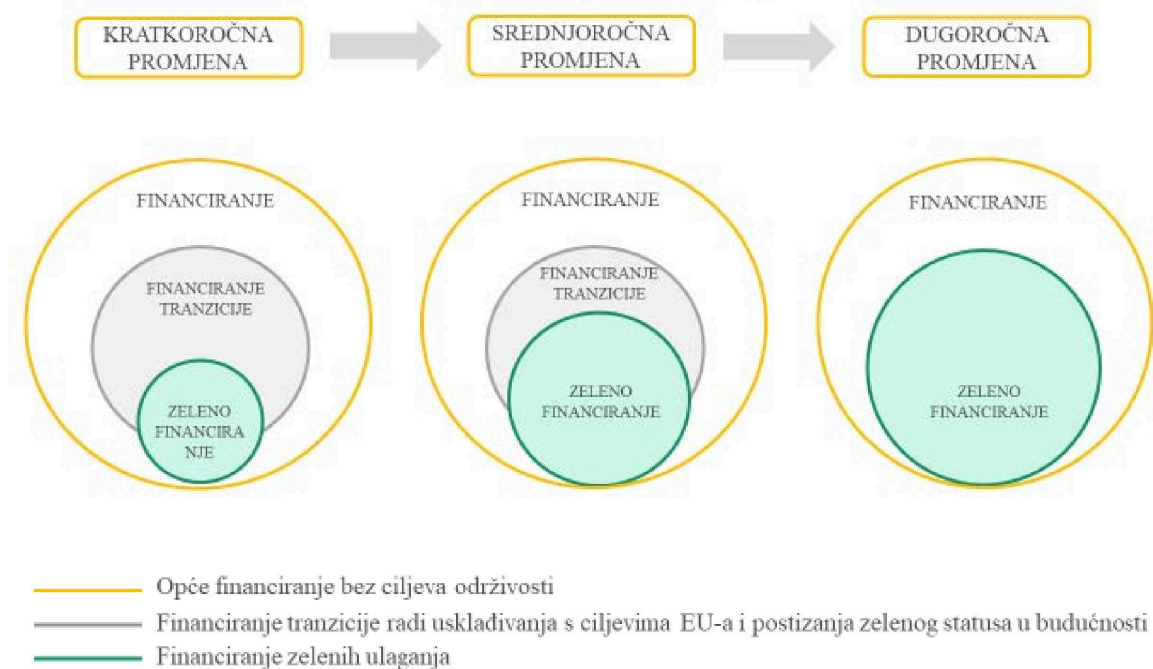 KRATKOROČNA
PROMJENA
SREDNJOROČNA
PROMJENA
DUGOROČNA
PROMJENA
FINANCIRANJE
FINANCIRANJE
TRANZICIJE
ZELENO
FINANCIRA
NJE
FINANCIRANJE
FINANCIRANJE
TRANZICIJE
ZELENO
FINANCIRANJE
FINANCIRANJE
ZELENO
FINANCIRANJE
Opće financiranje bez ciljeva održivosti
Financiranje tranzicije radi usklađivanja s ciljevima EU-a i postizanja zelenog statusa u budućnosti
Financiranje zelenih ulaganja